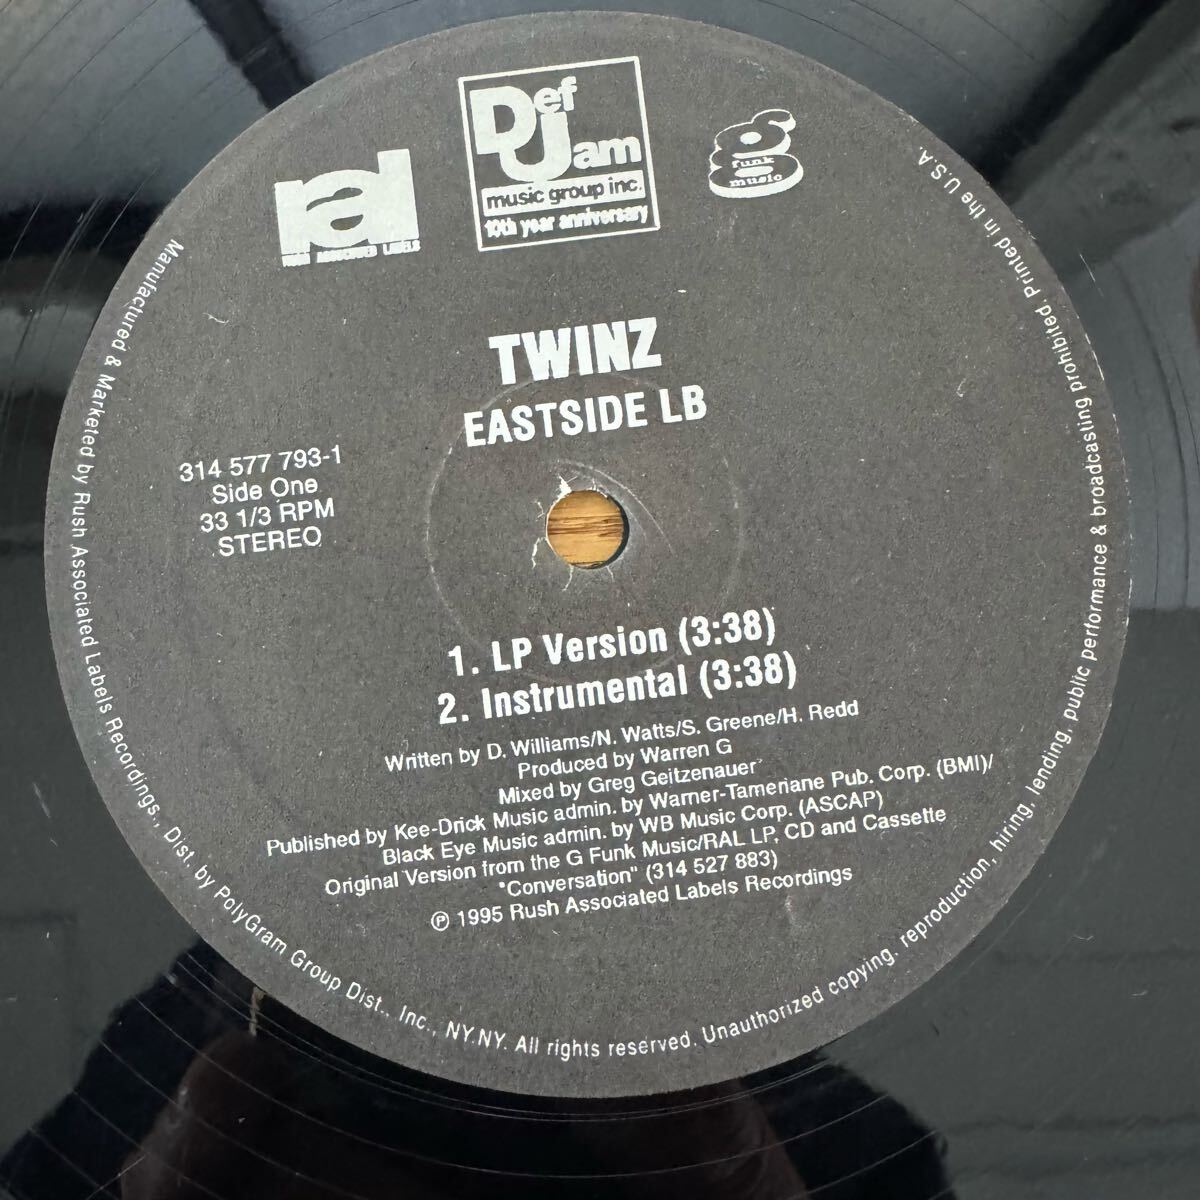 ral
RUSH ASSOCIATED LABELS
Def Jam
music group inc.
10th year anniversary
g funk music
TWINZ
EASTSIDE LB
314 577 793-1
Side One
33 1/3 RPM
STEREO
1. LP Version (3:38)
2. Instrumental (3:38)
Written by D. Williams/N. Watts/S. Greene/H. Redd
Produced by Warren G
Mixed by Greg Geitzenauer
Published by Kee-Drick Music admin. by Warner-Tamerlane Pub. Corp. (BMI)/
Black Eye Music admin. by WB Music Corp. (ASCAP)
Original Version from the G Funk Music/RAL LP, CD and Cassette
"Conversation" (314 527 883)
℗ 1995 Rush Associated Labels Recordings
Manufactured & Marketed by Rush Associated Labels Recordings., Dist. by PolyGram Group Dist., Inc., NY.NY. All rights reserved. Unauthorized copying, reproduction, hiring, lending, public performance & broadcasting prohibited. Printed in the U.S.A.